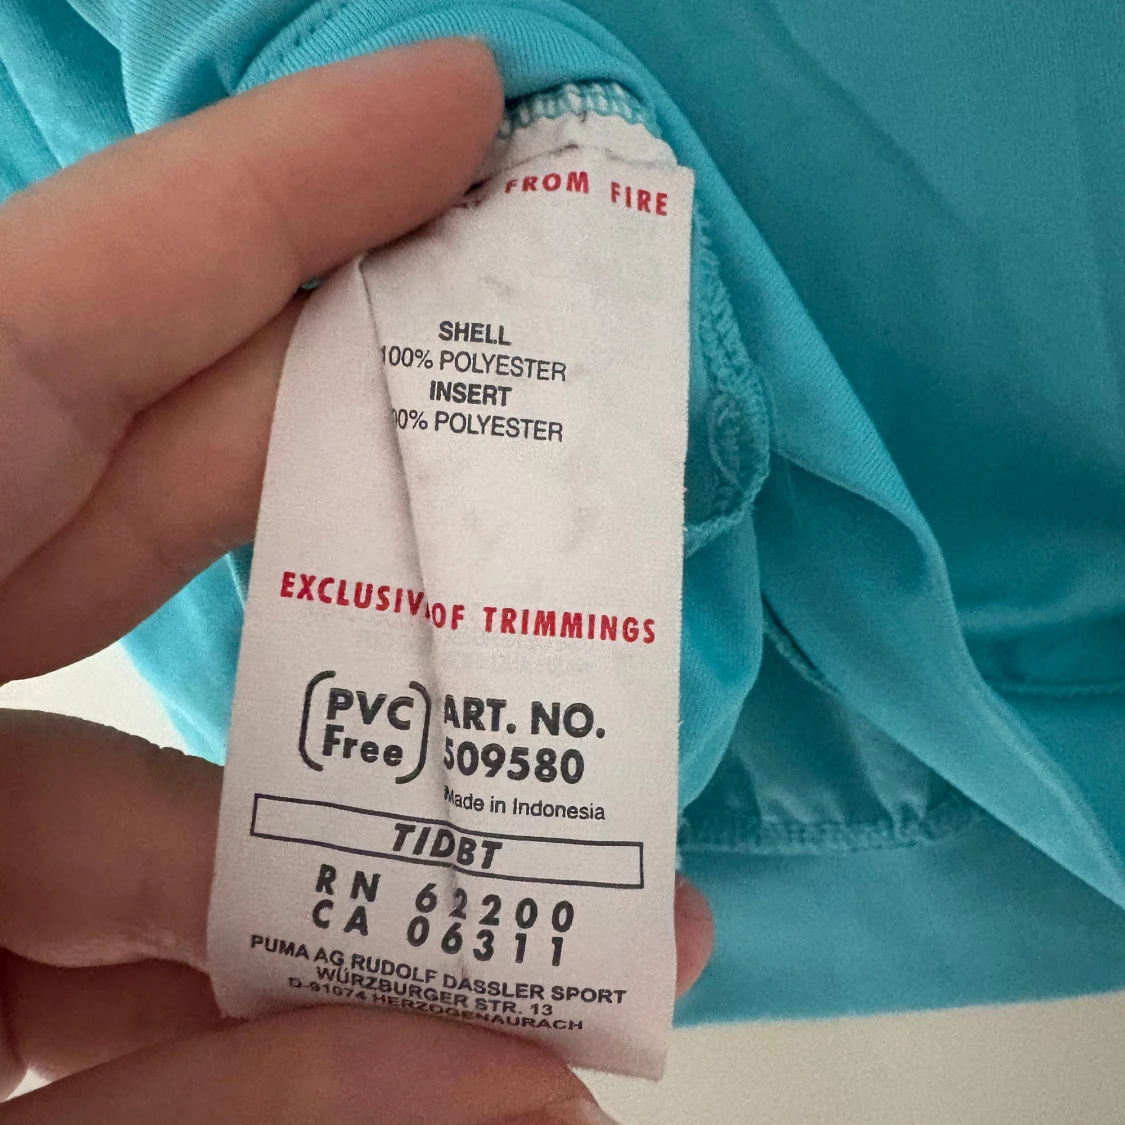 FROM FIRE
SHELL
100% POLYESTER
INSERT
00% POLYESTER
EXCLUSIV OF TRIMMINGS
PVC
Free
ART. NO.
509580
Made in Indonesia
TIDBT
RN 62200
CA 06311
PUMA AG RUDOLF DASSLER SPORT
WÜRZBURGER STR. 13
D-91074 HERZOGENAURACH